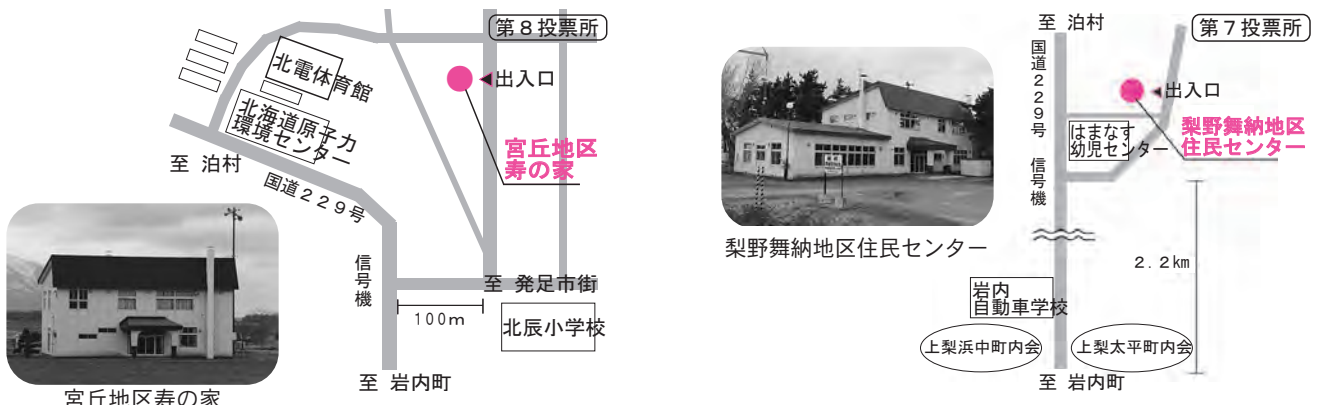 第８投票所
北電体育館
出入口
北海道原子力
環境センター
宮丘地区
寿の家
至 泊村
国道２２９号
信号機
至 発足市街
100m
北辰小学校
至 岩内町
宮丘地区寿の家
至 泊村
第７投票所
国道２２９号
出入口
はまなす
幼児センター
梨野舞納地区
住民センター
信号機
梨野舞納地区住民センター
2.2km
岩内
自動車学校
上梨浜中町内会
上梨太平町内会
至 岩内町